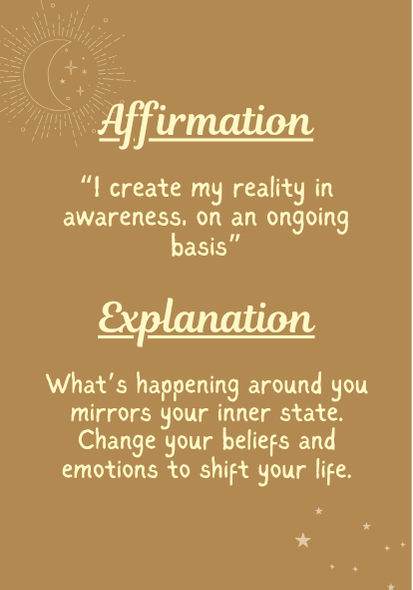 Affirmation
“I create my reality in
awareness. on an ongoing
basis”
Explanation
What's happening around you
mirrors your inner state.
Change your beliefs and
emotions to shift your life.